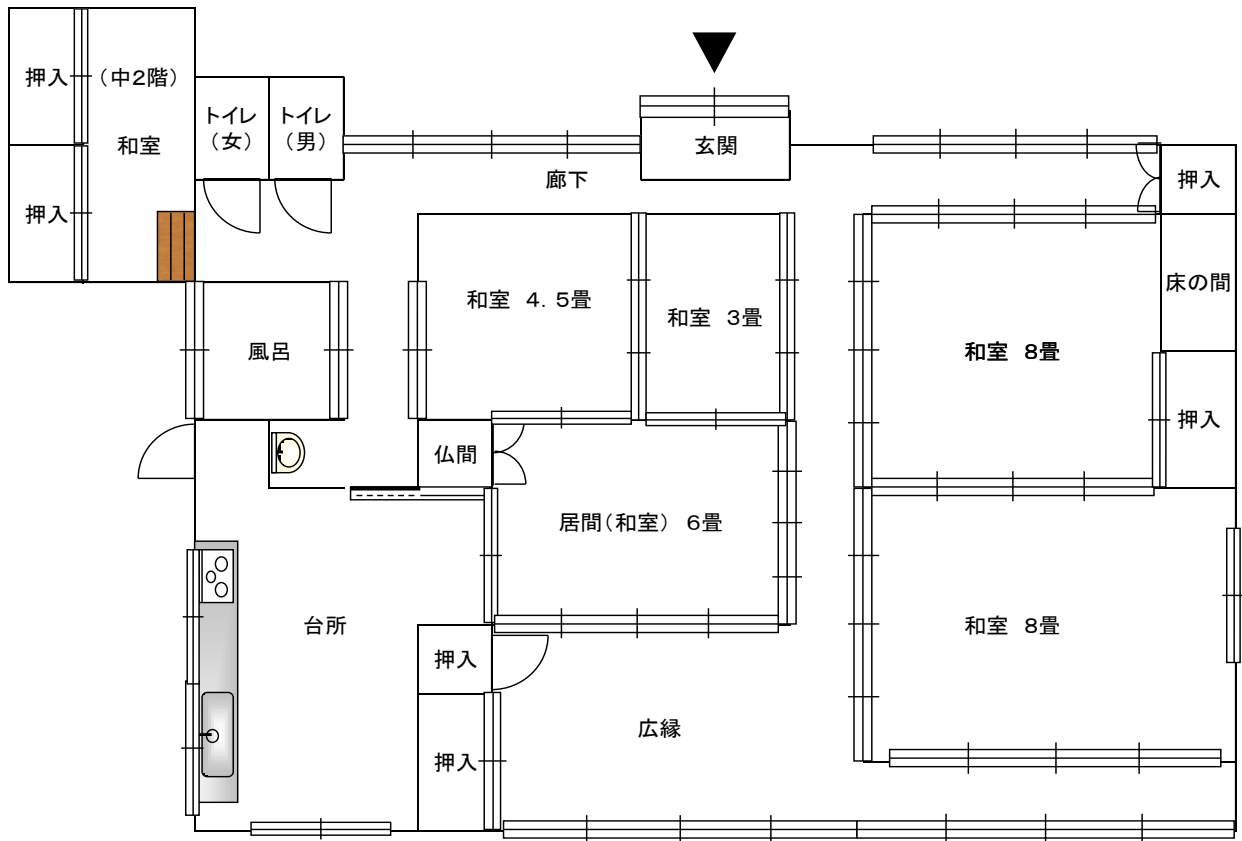 押入
（中2階）
和室
押入
トイレ
（女）
トイレ
（男）
廊下
玄関
押入
和室　4．5畳
和室　3畳
和室　8畳
床の間
押入
風呂
仏間
居間（和室）　6畳
台所
押入
押入
広縁
和室　8畳